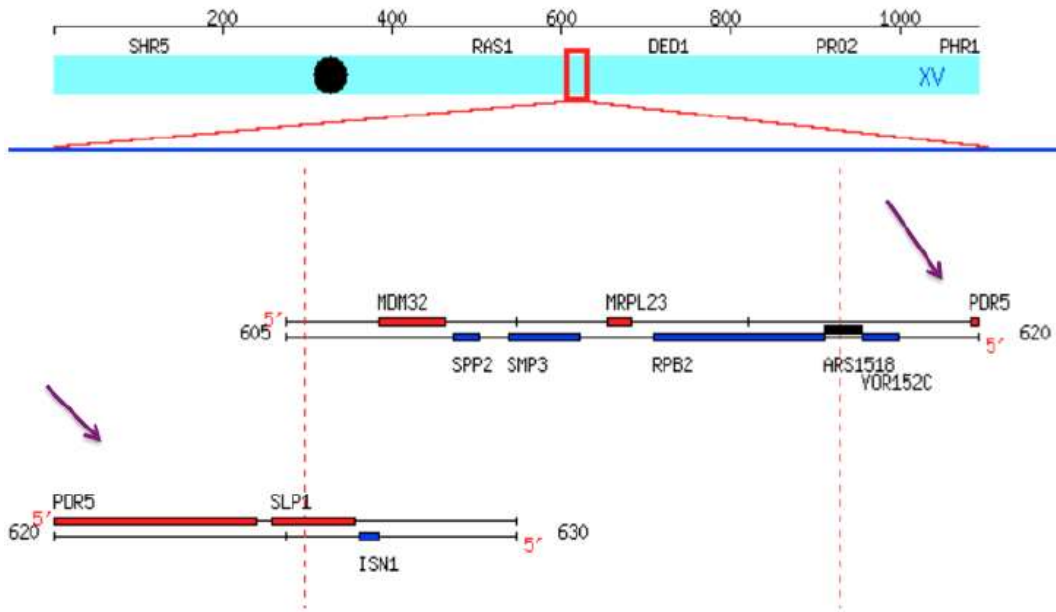 200 400 600 800 1000
SHR5 RAS1 DED1 PRO2 PHR1
XV
MDM32 MRPL23 PDR5
5′
605 620
5′
SPP2 SMP3 RPB2 ARS1518
YOR152C
PDR5 SLP1
5′
620 630
5′
ISN1